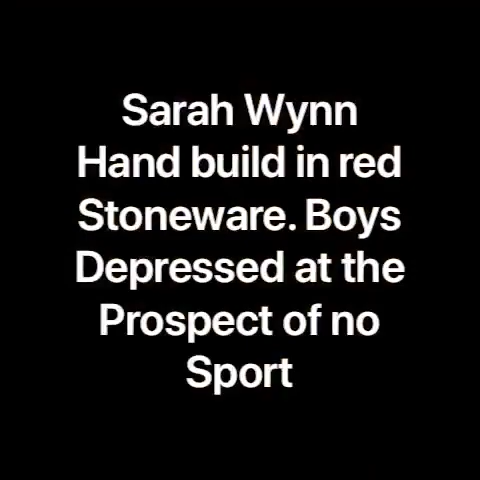 Sarah Wynn
Hand build in red
Stoneware. Boys
Depressed at the
Prospect of no
Sport